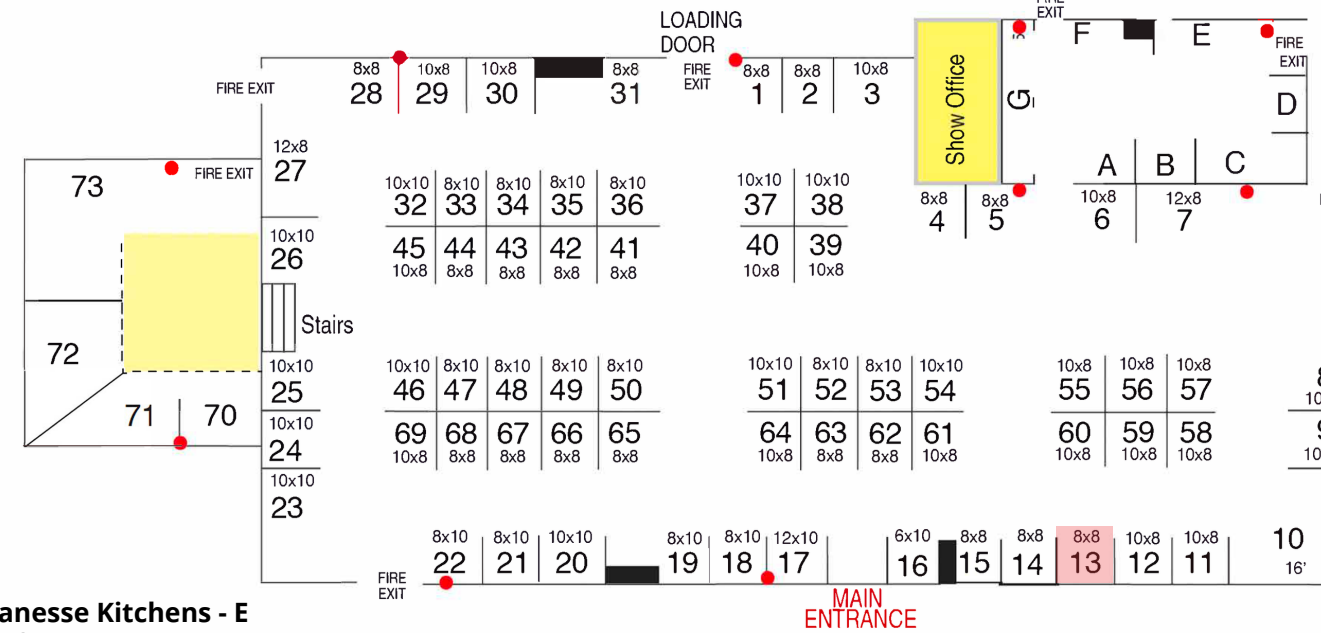 LOADING
DOOR
FIRE
EXIT
EXIT
F
E
FIRE
EXIT
8x8
28
10x8
29
10x8
30
8x8
31
FIRE
EXIT
8x8
1
8x8
2
10x8
3
Show Office
G
D
FIRE EXIT
12x8
27
FIRE EXIT
73
A
B
C
10x10 8x10 8x10 8x10 8x10
32 33 34 35 36
45 44 43 42 41
10x8 8x8 8x8 8x8 8x8
10x10 10x10
37 38
40 39
10x8 10x8
8x8
4
8x8
5
10x8
6
12x8
7
10x10
26
Stairs
72
10x10
25
71
70
10x10
24
10x10
23
10x10 8x10 8x10 8x10 8x10
46 47 48 49 50
69 68 67 66 65
10x8 8x8 8x8 8x8 8x8
10x10 8x10 8x10 10x10
51 52 53 54
64 63 62 61
10x8 8x8 8x8 10x8
10x8 10x8 10x8
55 56 57
60 59 58
10x8 10x8 10x8
8x10 8x10 10x10
22 21 20
8x10 8x10 12x10
19 18 17
6x10
16
8x8 8x8 8x8 10x8 10x8
15 14 13 12 11
10
16'
FIRE
EXIT
MAIN
ENTRANCE
anesse Kitchens - E